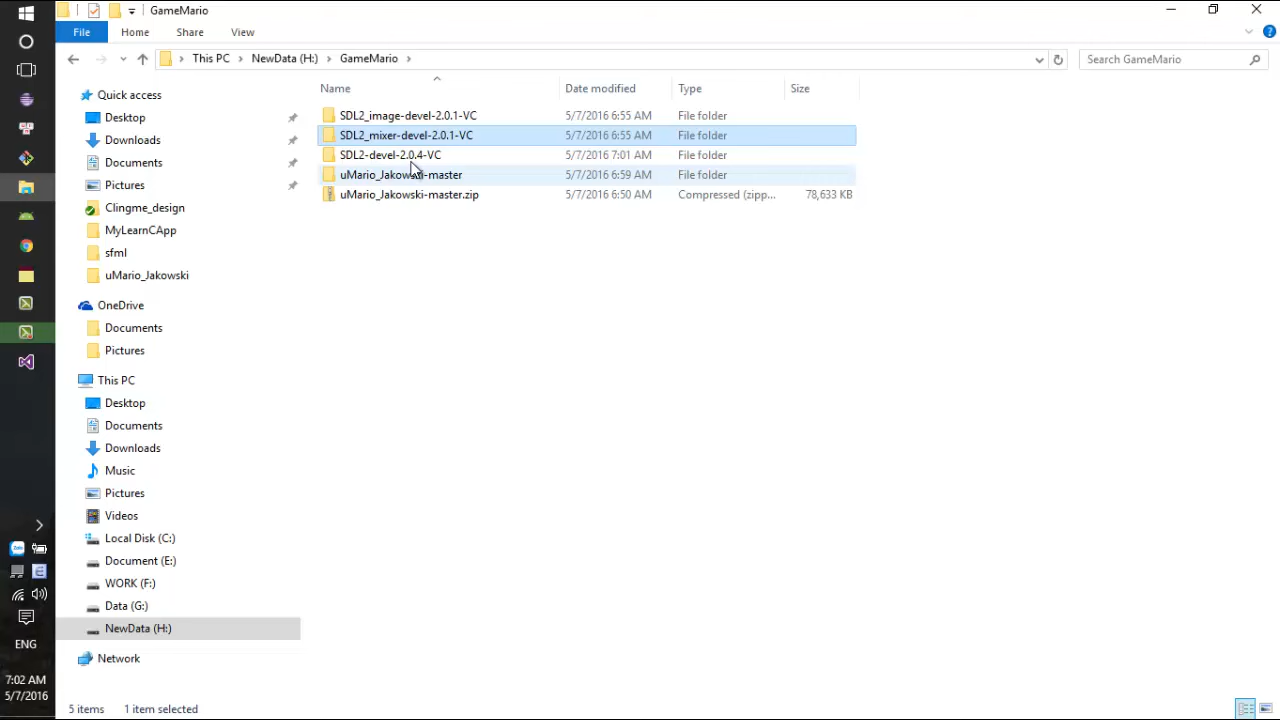 GameMario
File Home Share View
This PC NewData (H:) GameMario Search GameMario
Name Date modified Type Size
SDL2_image-devel-2.0.1-VC 5/7/2016 6:55 AM File folder
SDL2_mixer-devel-2.0.1-VC 5/7/2016 6:55 AM File folder
SDL2-devel-2.0.4-VC 5/7/2016 7:01 AM File folder
uMario_Jakowski-master 5/7/2016 6:59 AM File folder
uMario_Jakowski-master.zip 5/7/2016 6:50 AM Compressed (zipp... 78,633 KB
Quick access
Desktop
Downloads
Documents
Pictures
Clingme_design
MyLearnCApp
sfml
uMario_Jakowski
OneDrive
Documents
Pictures
This PC
Desktop
Documents
Downloads
Music
Pictures
Videos
Local Disk (C:)
Document (E:)
WORK (F:)
Data (G:)
NewData (H:)
Network
ENG
7:02 AM
5/7/2016
5 items 1 item selected